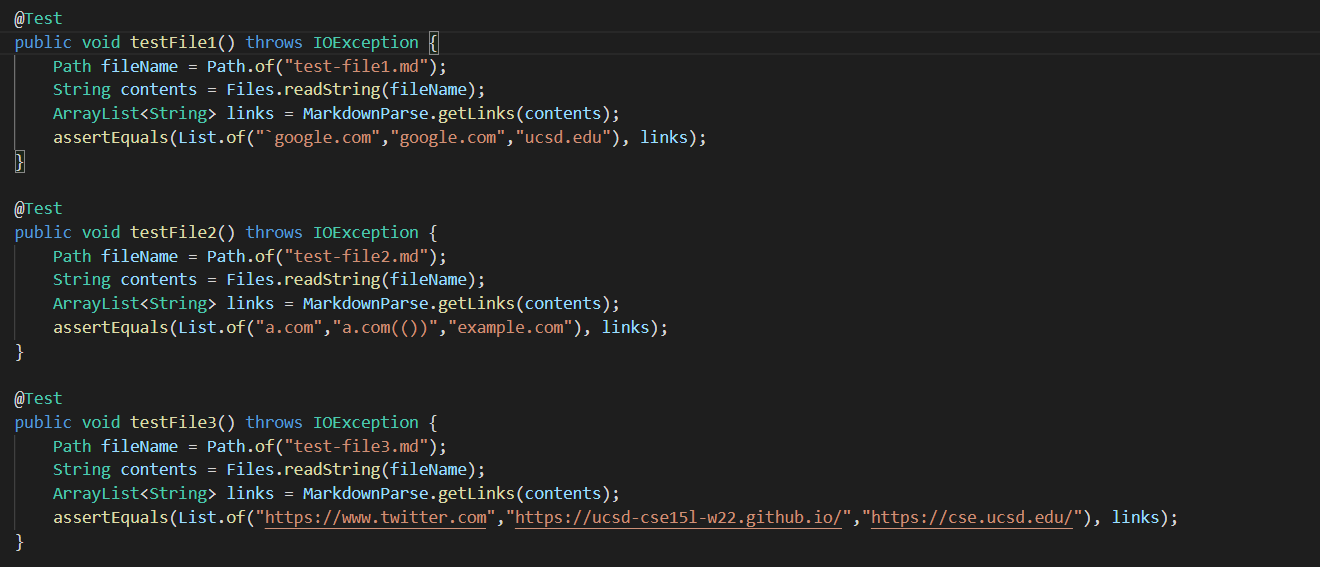 @Test
public void testFile1() throws IOException {
    Path fileName = Path.of("test-file1.md");
    String contents = Files.readString(fileName);
    ArrayList<String> links = MarkdownParse.getLinks(contents);
    assertEquals(List.of("`google.com","google.com","ucsd.edu"), links);
}

@Test
public void testFile2() throws IOException {
    Path fileName = Path.of("test-file2.md");
    String contents = Files.readString(fileName);
    ArrayList<String> links = MarkdownParse.getLinks(contents);
    assertEquals(List.of("a.com","a.com(())","example.com"), links);
}

@Test
public void testFile3() throws IOException {
    Path fileName = Path.of("test-file3.md");
    String contents = Files.readString(fileName);
    ArrayList<String> links = MarkdownParse.getLinks(contents);
    assertEquals(List.of("https://www.twitter.com","https://ucsd-cse15l-w22.github.io/","https://cse.ucsd.edu/"), links);
}